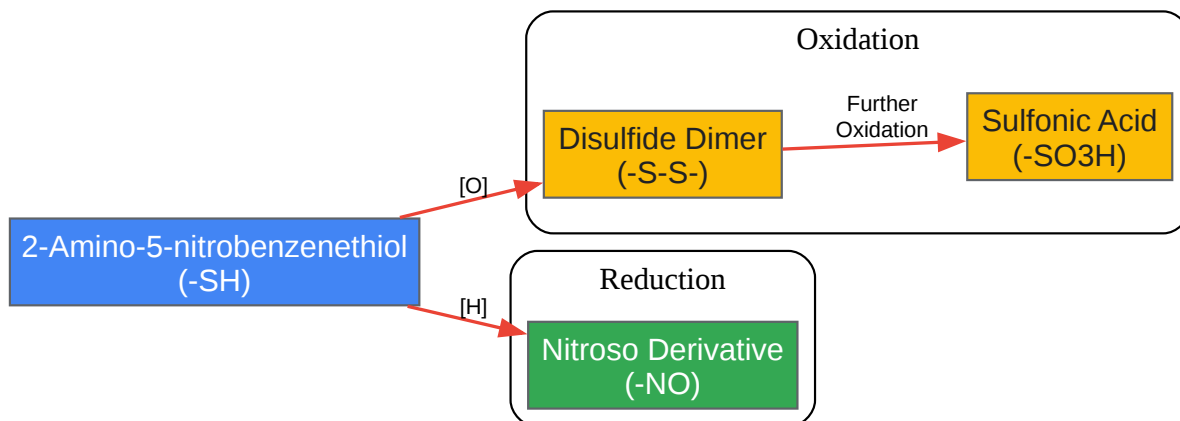 Oxidation
Further
Oxidation
Disulfide Dimer
(-S-S-)
Sulfonic Acid
(-SO3H)
[O]
2-Amino-5-nitrobenzenethiol
(-SH)
[H]
Reduction
Nitroso Derivative
(-NO)